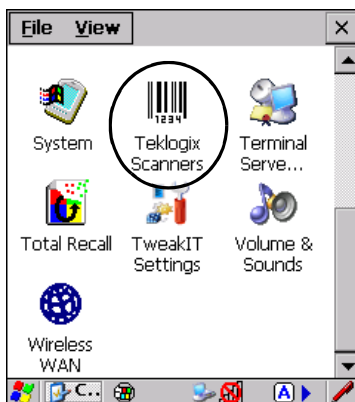 File View
System
Teklogix
Scanners
1234
Terminal
Serve...
Total Recall
TweakIT
Settings
Volume &
Sounds
Wireless
WAN
C..
A